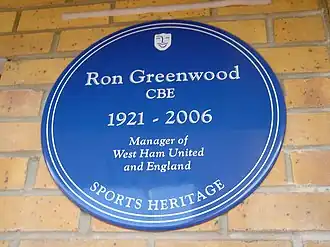 Ron Greenwood
CBE
1921 - 2006
Manager of
West Ham United
and England
SPORTS HERITAGE